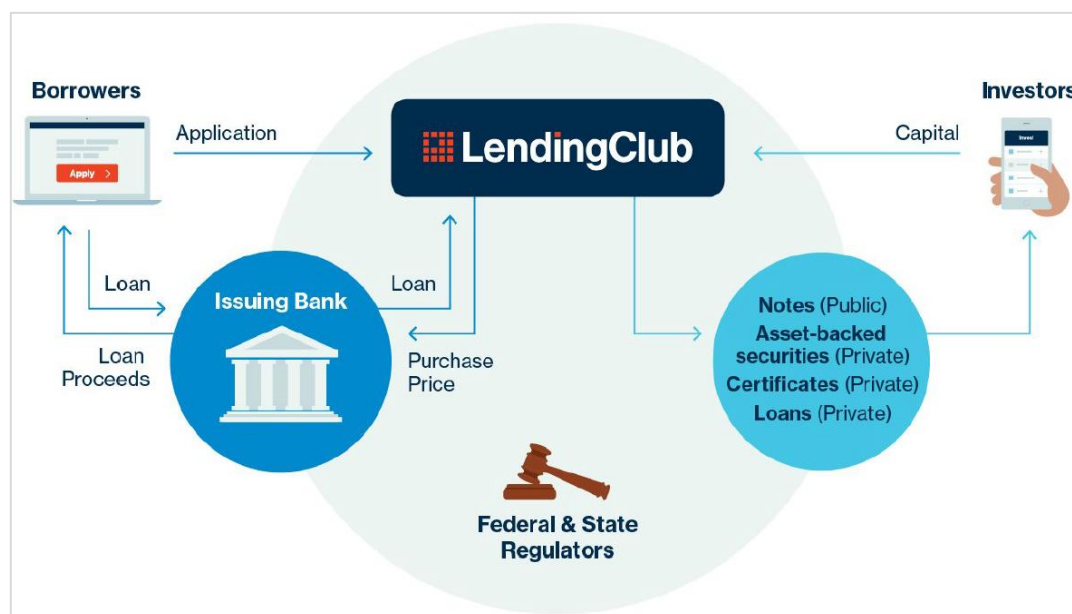 Borrowers
Apply >
Application
LendingClub
Capital
Investors
Invest
Loan
Issuing Bank
Loan
Loan
Proceeds
Purchase
Price
Notes (Public)
Asset-backed
securities (Private)
Certificates (Private)
Loans (Private)
Federal & State
Regulators